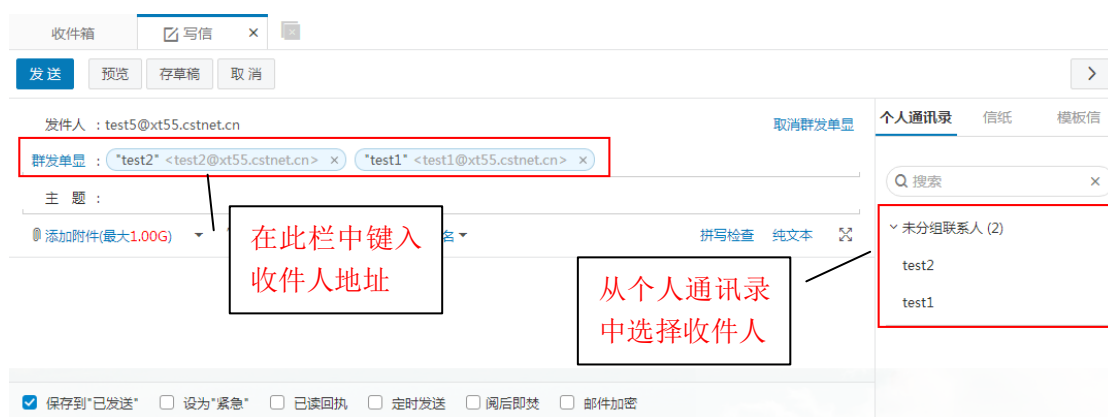 收件箱 写信 ×
发送 预览 存草稿 取消 >
发件人 ：test5@xt55.cstnet.cn 取消群发单显
个人通讯录 信纸 模板信
群发单显 ： "test2" <test2@xt55.cstnet.cn> × "test1" <test1@xt55.cstnet.cn> ×
搜索 ×
主 题 ：
添加附件(最大1.00G) 名 拼写检查 纯文本
在此栏中键入
收件人地址
未分组联系人 (2)
test2
test1
从个人通讯录
中选择收件人
保存到"已发送" 设为"紧急" 已读回执 定时发送 阅后即焚 邮件加密